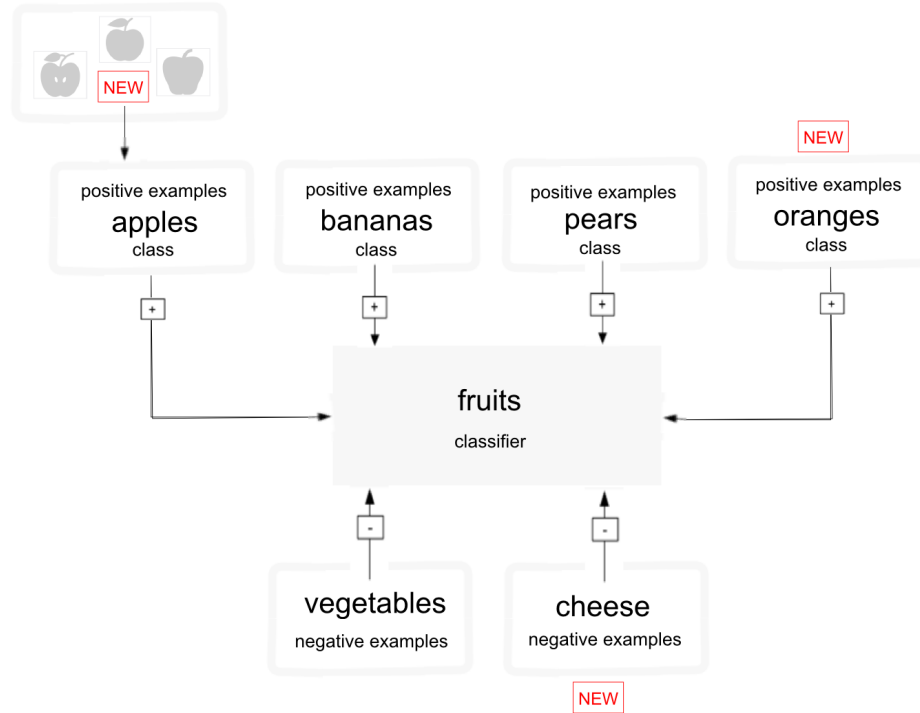 NEW
NEW
positive examples
apples
class
+
positive examples
bananas
class
+
positive examples
pears
class
+
positive examples
oranges
class
+
fruits
classifier
-
vegetables
negative examples
-
cheese
negative examples
NEW